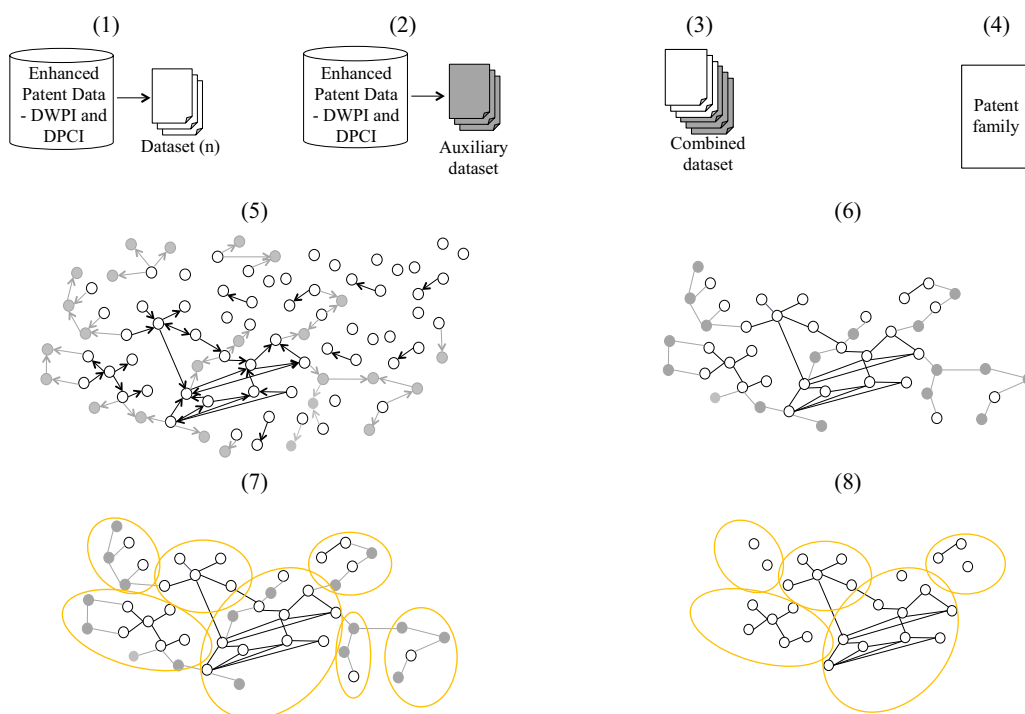 (1)
(2)
(3)
(4)
Enhanced
Patent Data
- DWPI and
DPCI
Dataset (n)
Enhanced
Patent Data
- DWPI and
DPCI
Auxiliary
dataset
Combined
dataset
Patent
family
(5)
(6)
(7)
(8)